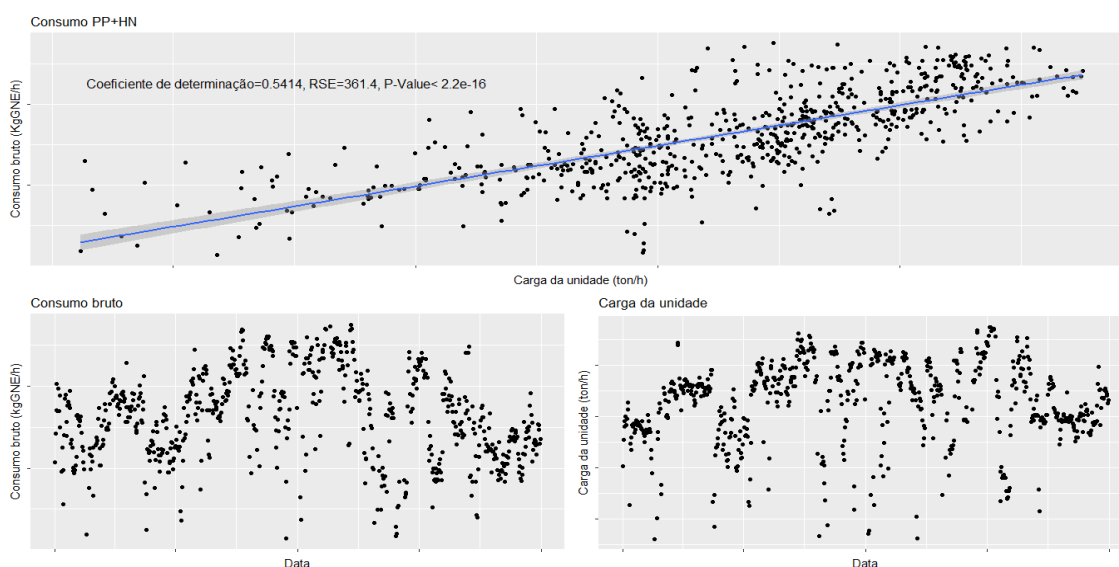 Consumo PP+HN
Consumo bruto (KgGNE/h)
Coeficiente de determinação=0.5414, RSE=361.4, P-Value< 2.2e-16
Carga da unidade (ton/h)
Consumo bruto
Consumo bruto (kgGNE/h)
Data
Carga da unidade
Carga da unidade (ton/h)
Data